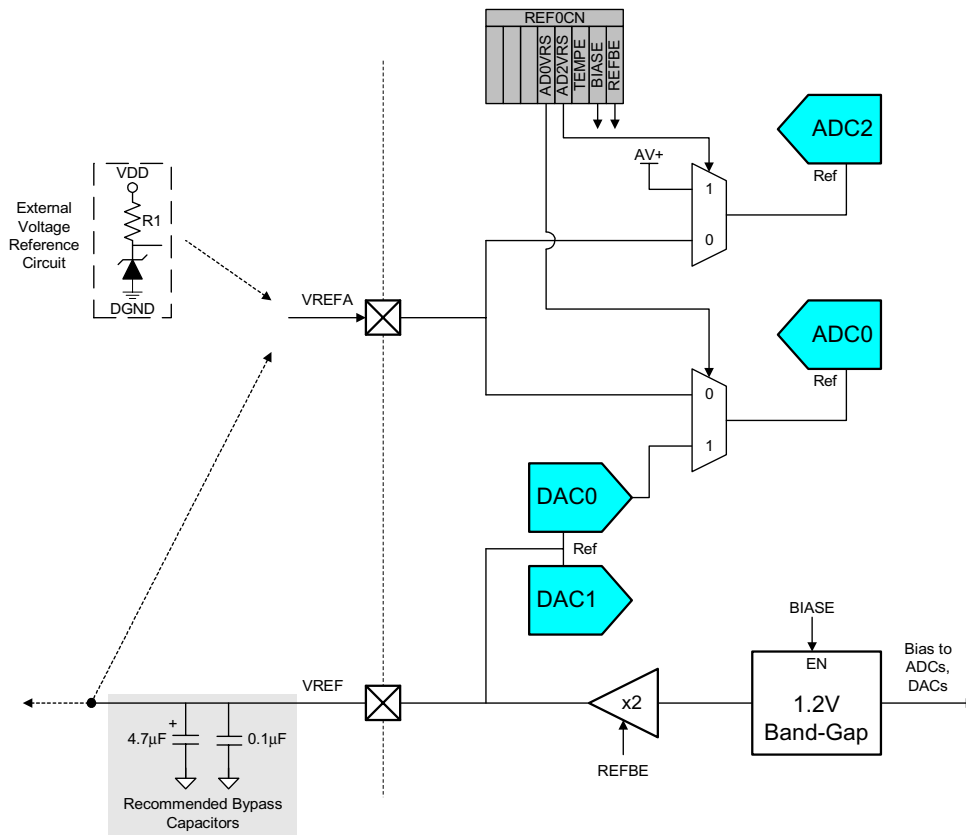 REF0CN
AD0VRS
AD2VRS
TEMPE
BIASE
REFBE
ADC2
Ref
AV+
1
0
External
Voltage
Reference
Circuit
VDD
R1
DGND
VREFA
ADC0
Ref
0
1
DAC0
Ref
DAC1
BIASE
EN
1.2V
Band-Gap
Bias to
ADCs,
DACs
x2
REFBE
VREF
+
4.7µF
0.1µF
Recommended Bypass
Capacitors